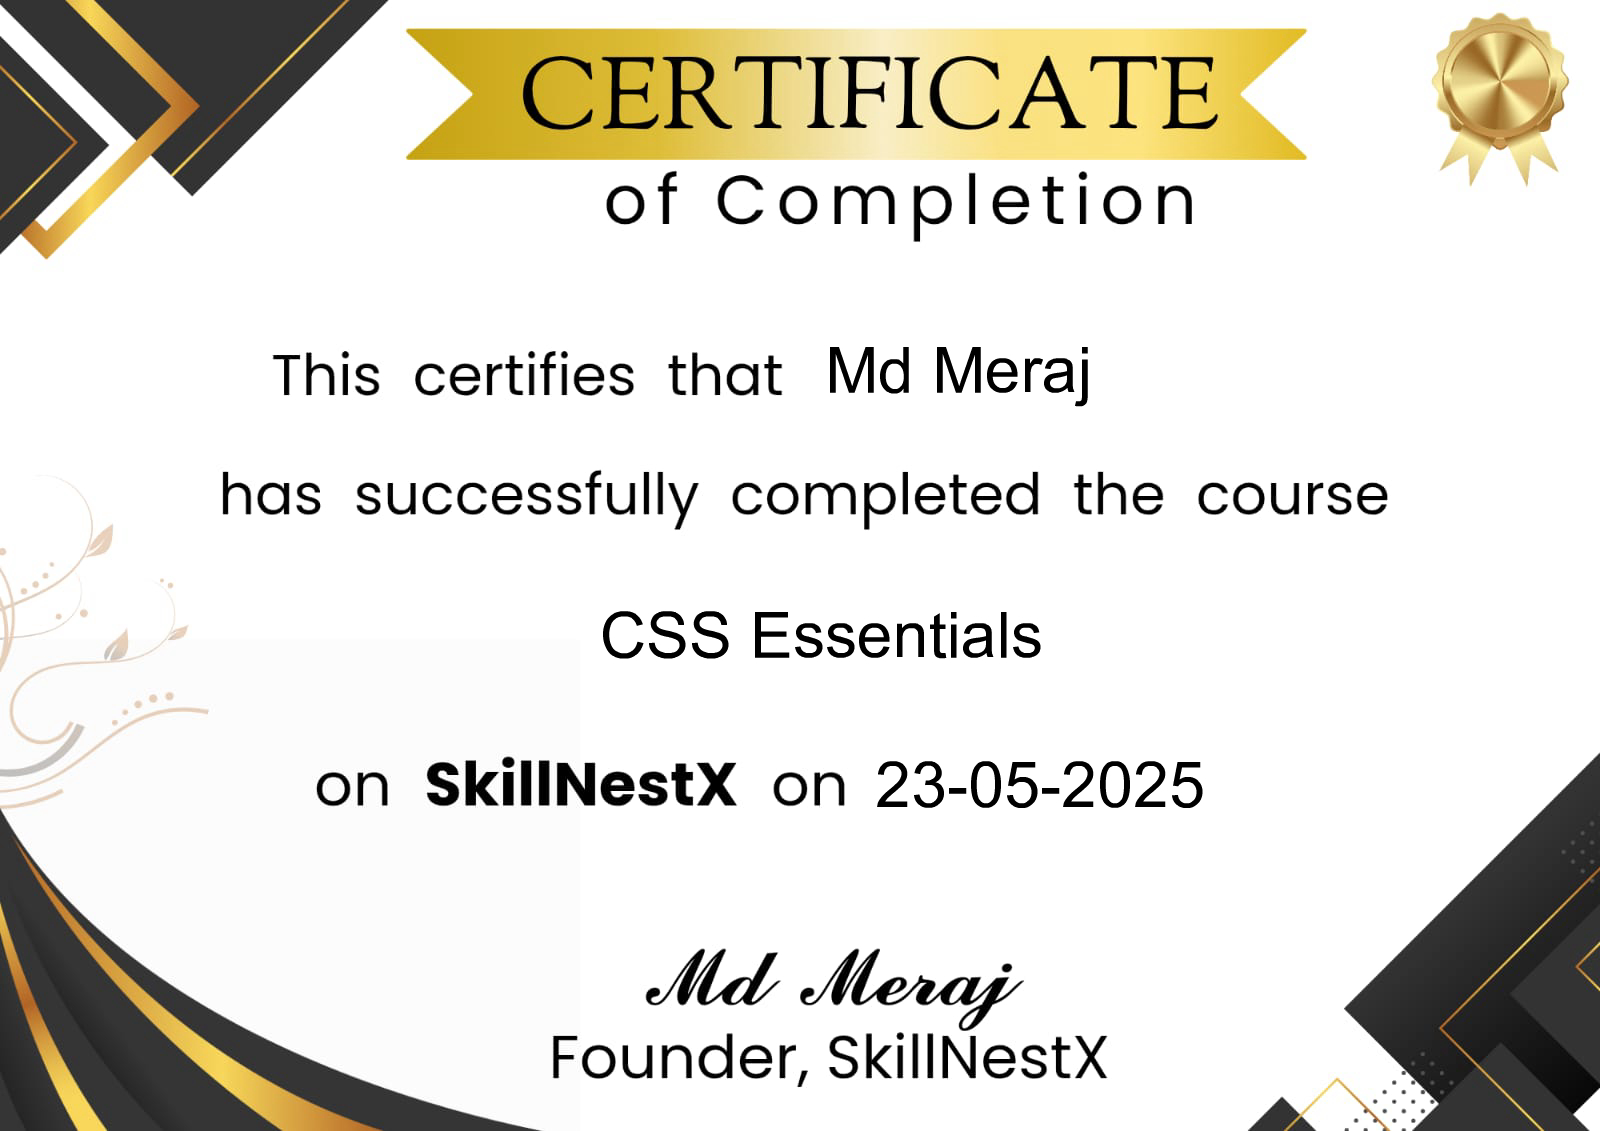 CERTIFICATE
of Completion
This certifies that Md Meraj
has successfully completed the course
CSS Essentials
on SkillNestX on 23-05-2025
Md Meraj
Founder, SkillNestX